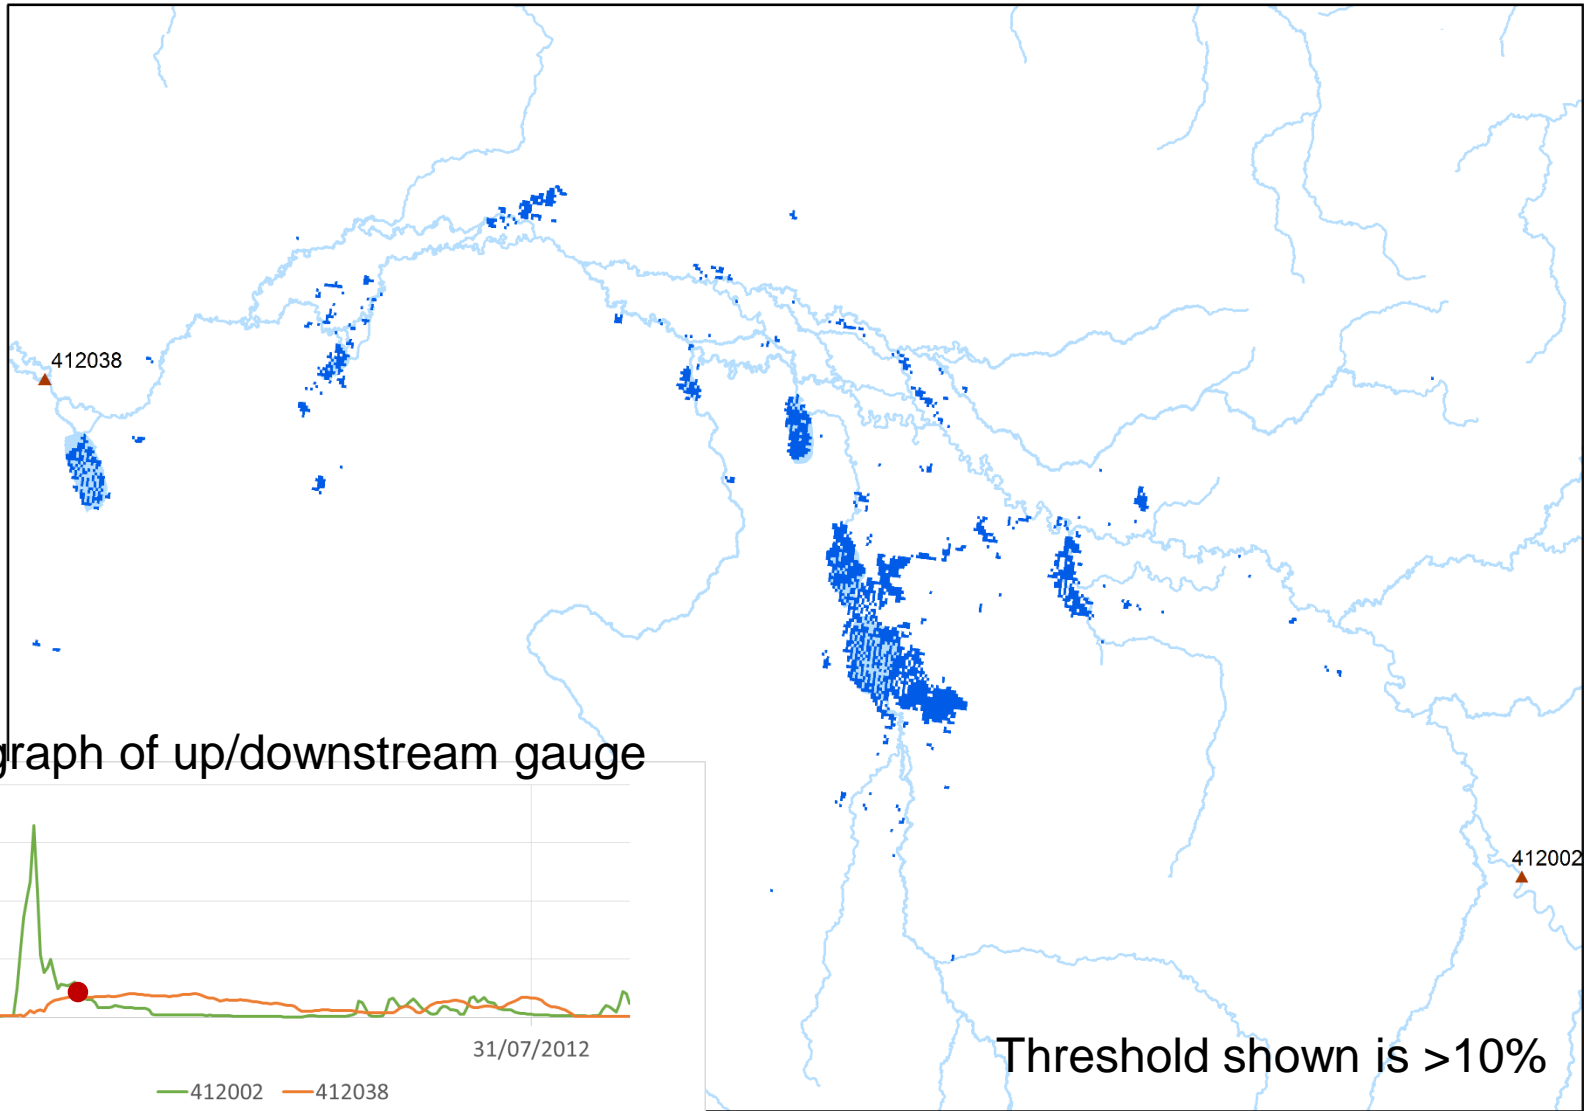 412038
graph of up/downstream gauge
412002
31/07/2012
Threshold shown is >10%
412002 412038